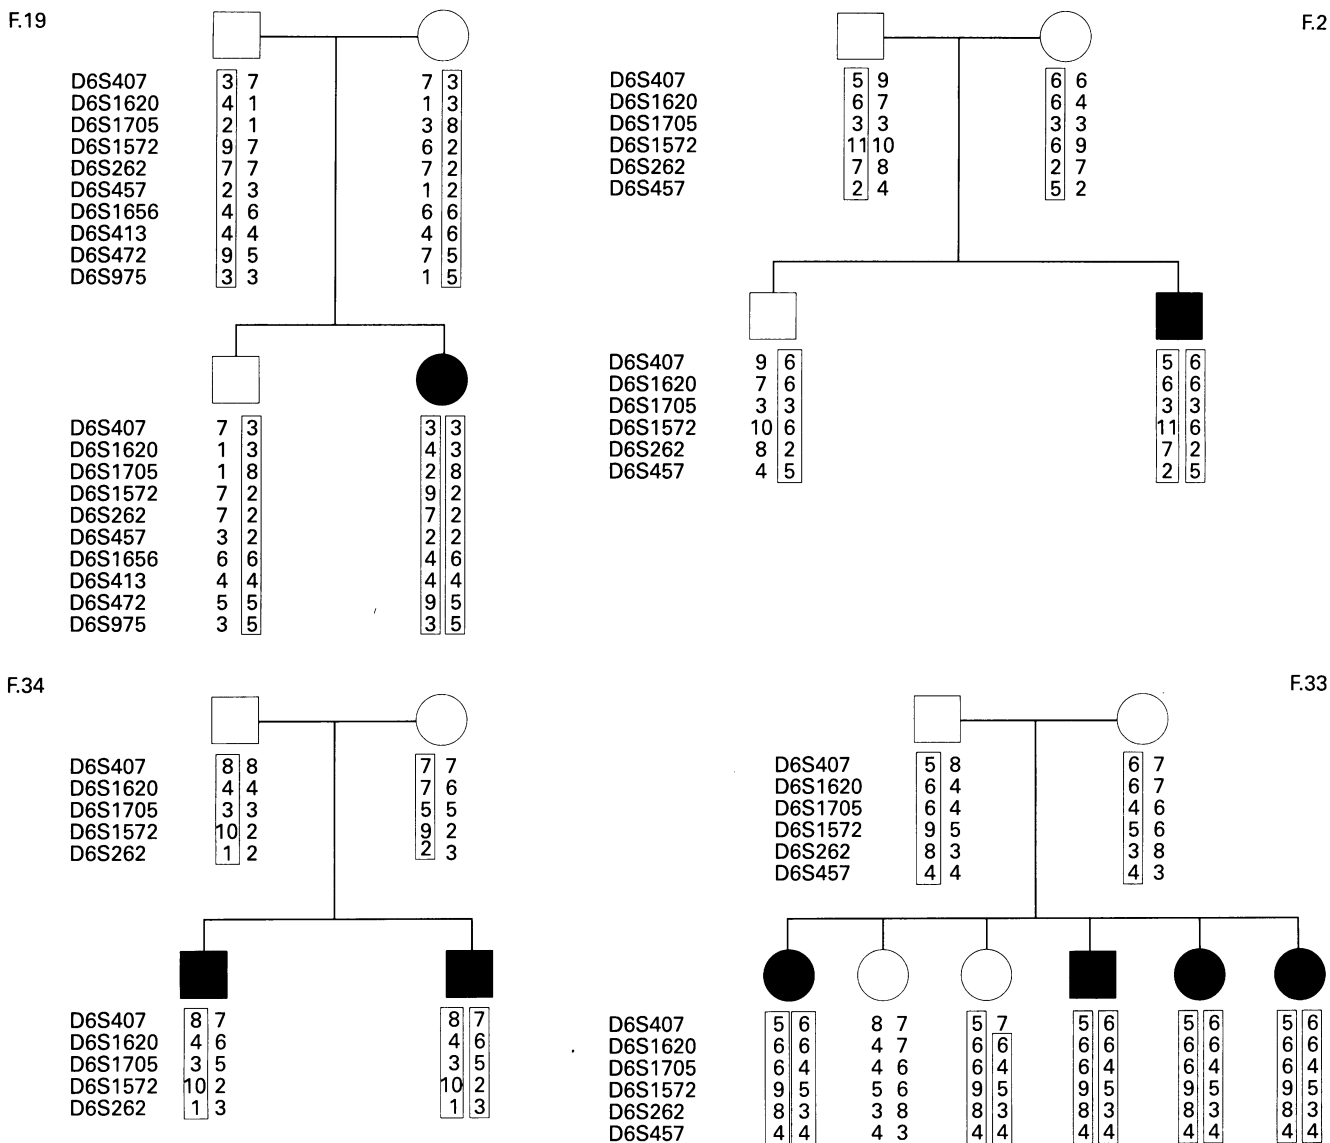 F.19
D6S407 3 7 7 3
D6S1620 4 1 1 3
D6S1705 2 1 3 8
D6S1572 9 7 6 2
D6S262 7 7 7 2
D6S457 2 3 1 2
D6S1656 4 6 6 6
D6S413 4 4 4 6
D6S472 9 5 7 5
D6S975 3 3 1 5
D6S407 7 3 3 3
D6S1620 1 3 4 3
D6S1705 1 8 2 8
D6S1572 7 2 9 2
D6S262 7 2 7 2
D6S457 3 2 2 2
D6S1656 6 6 4 6
D6S413 4 4 4 4
D6S472 5 5 9 5
D6S975 3 5 3 5
F.2
D6S407 5 9 6 6
D6S1620 6 7 6 4
D6S1705 3 3 3 3
D6S1572 11 10 6 9
D6S262 7 8 2 7
D6S457 2 4 5 2
D6S407 9 6 5 6
D6S1620 7 6 6 6
D6S1705 3 3 3 3
D6S1572 10 6 11 6
D6S262 8 2 7 2
D6S457 4 5 2 5
F.34
D6S407 8 8 7 7
D6S1620 4 4 7 6
D6S1705 3 3 5 5
D6S1572 10 2 9 2
D6S262 1 2 2 3
D6S407 8 7 8 7
D6S1620 4 6 4 6
D6S1705 3 5 3 5
D6S1572 10 2 10 2
D6S262 1 3 1 3
F.33
D6S407 5 8 6 7
D6S1620 6 4 6 7
D6S1705 6 4 4 6
D6S1572 9 5 5 6
D6S262 8 3 3 8
D6S457 4 4 4 3
D6S407 5 6 8 7 5 7 5 6 5 6 5 6
D6S1620 6 6 4 7 6 6 6 6 6 6 6 6
D6S1705 6 4 4 6 6 4 6 4 6 4 6 4
D6S1572 9 5 5 6 9 5 9 5 9 5 9 5
D6S262 8 3 3 8 8 3 8 3 8 3 8 3
D6S457 4 4 4 3 4 4 4 4 4 4 4 4